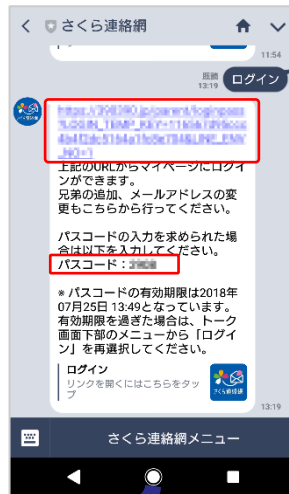 さくら連絡網
11:54
既読
13:19
ログイン
上記のURLからマイページにログイ
ンができます。
兄弟の追加、メールアドレスの変
更もこちらから行ってください。
パスコードの入力を求められた場
合は以下を入力してください。
パスコード：
* パスコードの有効期限は2018年
07月25日 13:49となっています。
有効期限を過ぎた場合は、トーク
画面下部のメニューから「ログイ
ン」を再選択してください。
ログイン
リンクを開くにはこちらをタッ
プ
さくら連絡網
13:19
さくら連絡網メニュー